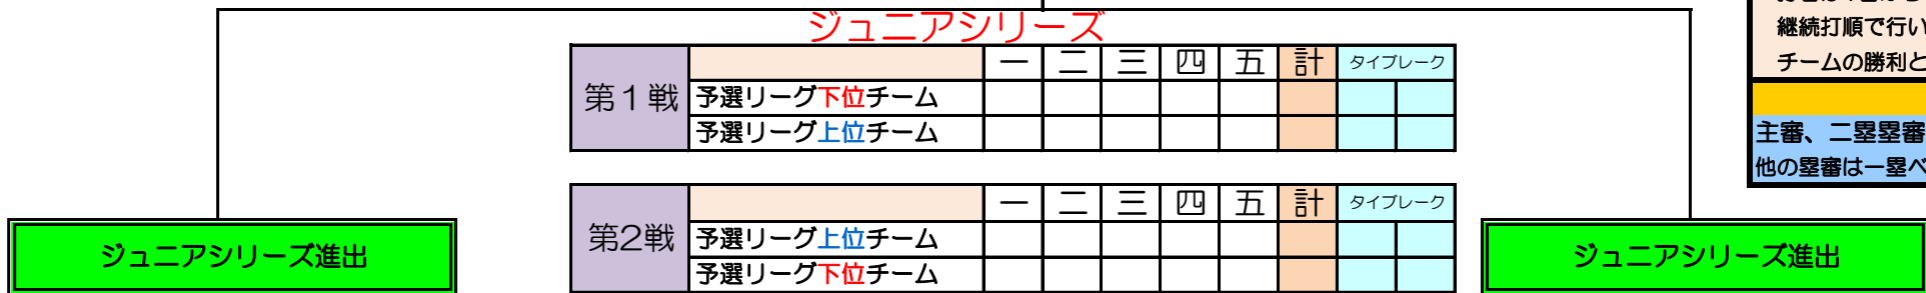 ジュニアシリーズ
第１戦 一 二 三 四 五 計 タイブレーク
予選リーグ下位チーム
予選リーグ上位チーム
第2戦 一 二 三 四 五 計 タイブレーク
予選リーグ上位チーム
予選リーグ下位チーム
ジュニアシリーズ進出
ジュニアシリーズ進出
継続打順で行い
チームの勝利と
主審、二塁塁審
他の塁審は一塁ベ